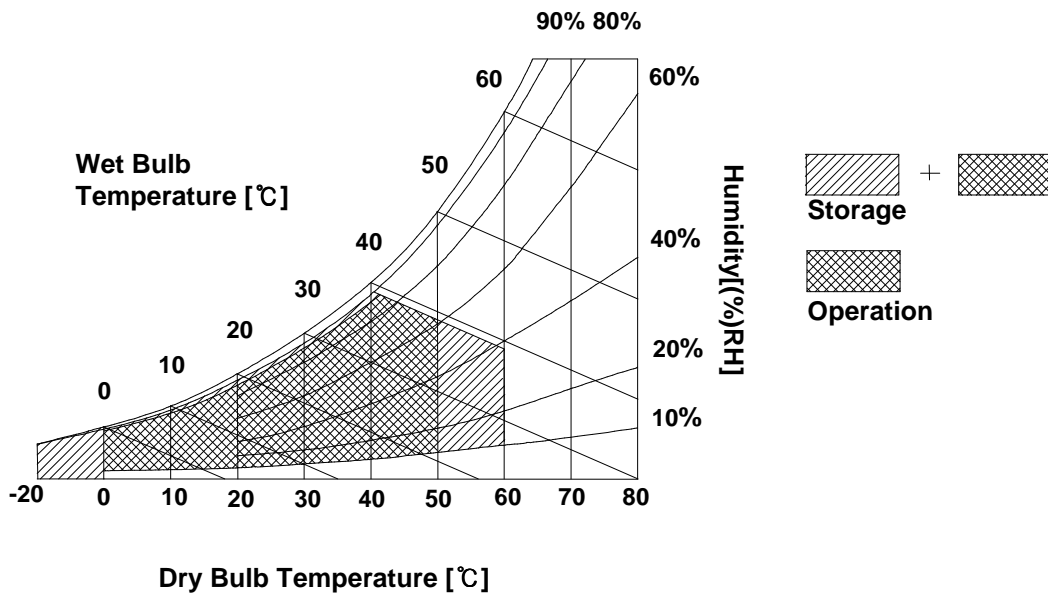 90% 80%
60
60%
50
Wet Bulb
Temperature [℃]
40
40%
30
20
20%
10
10%
0
-20 0 10 20 30 40 50 60 70 80
Dry Bulb Temperature [℃]
Humidity[(%)RH]
+
Storage
Operation